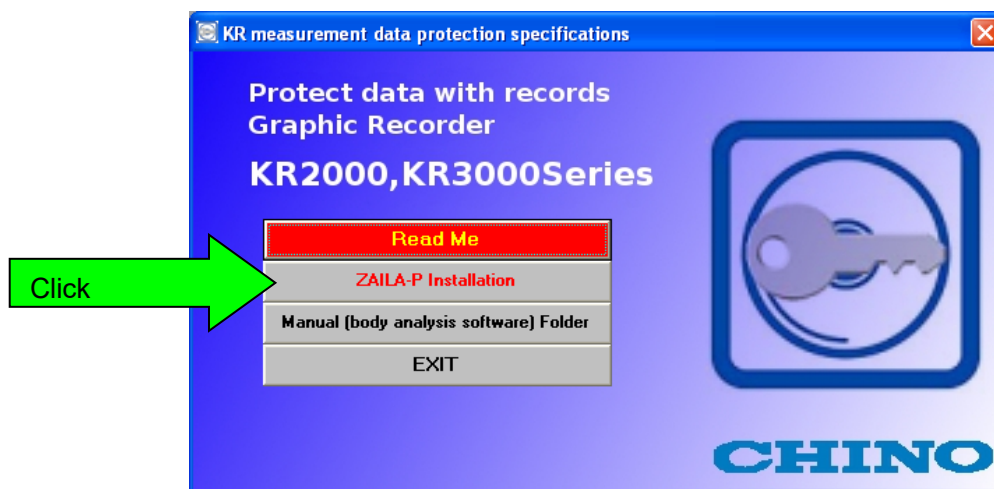 KR measurement data protection specifications
Protect data with records
Graphic Recorder
KR2000,KR3000Series
Read Me
Click
ZAILA-P Installation
Manual (body analysis software) Folder
EXIT
CHINO